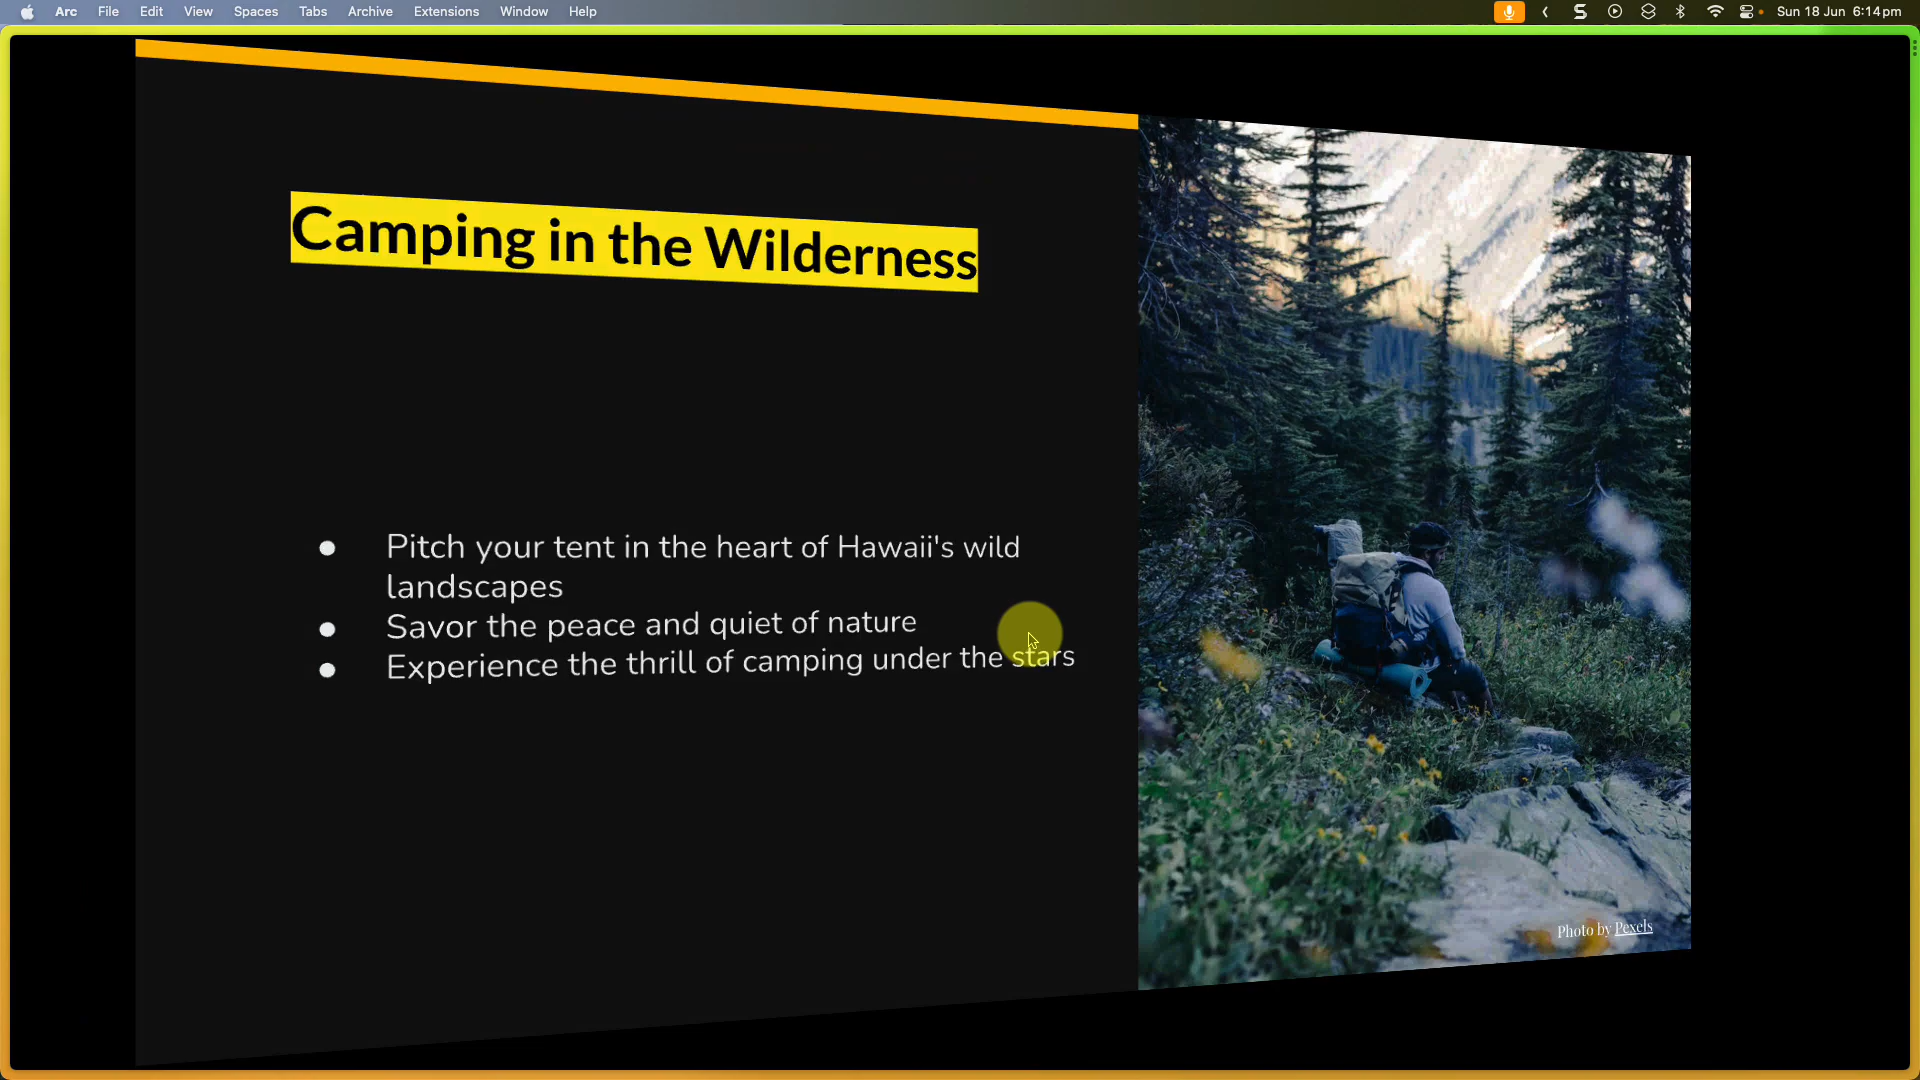 Arc File Edit View Spaces Tabs Archive Extensions Window Help
Sun 18 Jun 6:14 pm
Camping in the Wilderness
● Pitch your tent in the heart of Hawaii's wild
landscapes
● Savor the peace and quiet of nature
● Experience the thrill of camping under the stars
Photo by Pexels